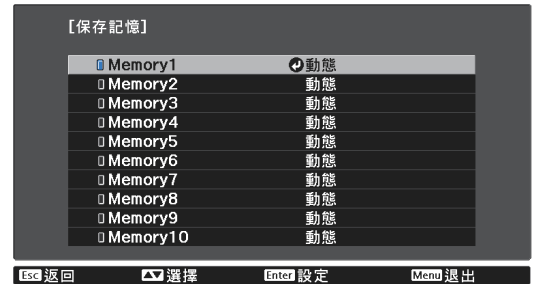 [保存記憶]
Memory1 動態
Memory2 動態
Memory3 動態
Memory4 動態
Memory5 動態
Memory6 動態
Memory7 動態
Memory8 動態
Memory9 動態
Memory10 動態
Esc 返回 選擇 Enter 設定 Menu 退出